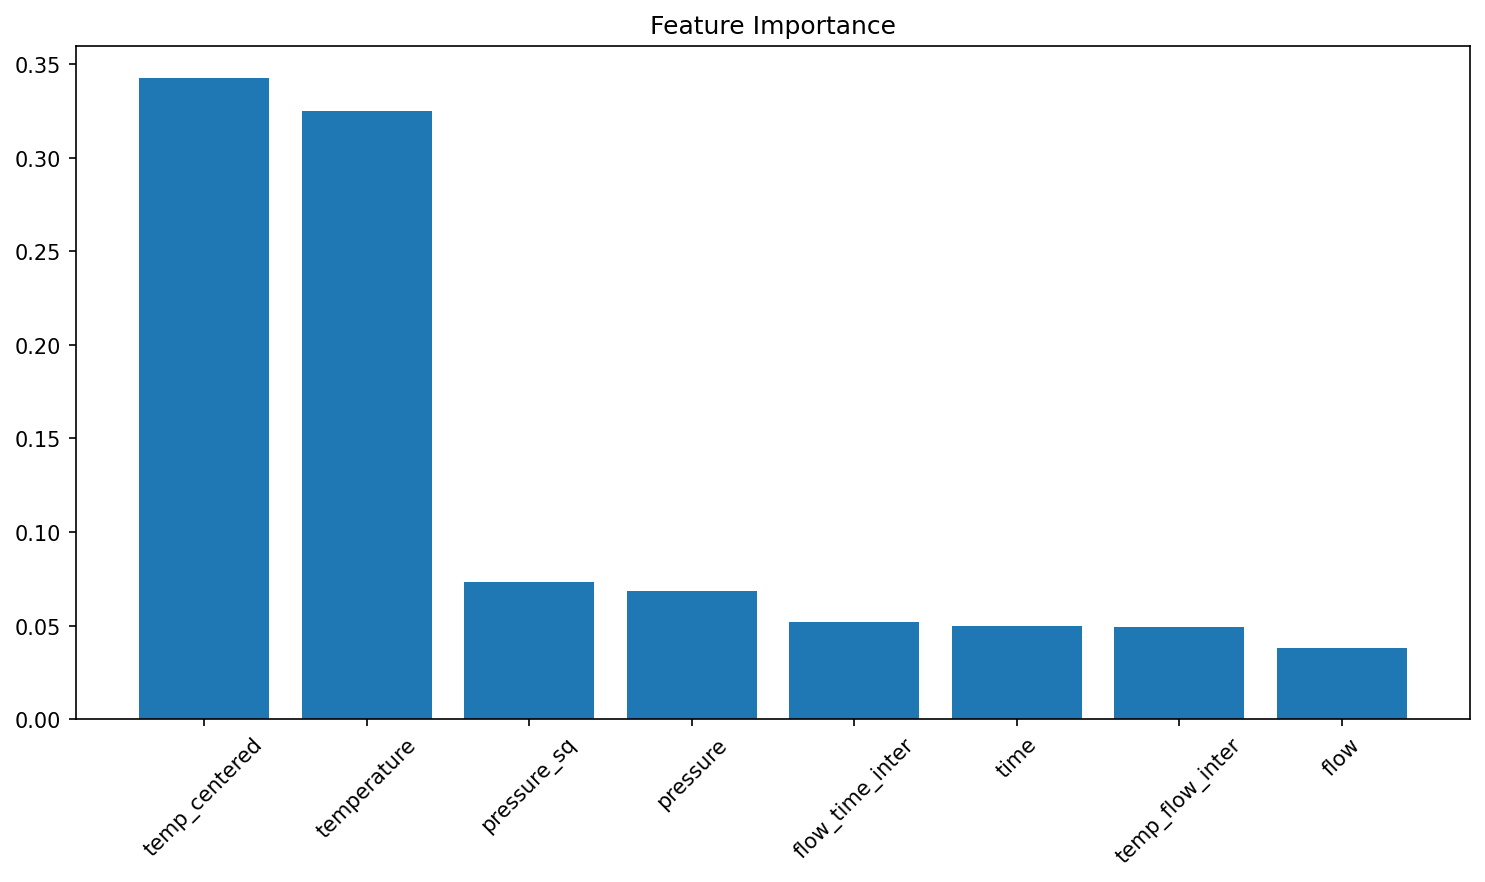 Feature Importance
0.35
0.30
0.25
0.20
0.15
0.10
0.05
0.00
temp_centered
temperature
pressure_sq
pressure
flow_time_inter
time
temp_flow_inter
flow